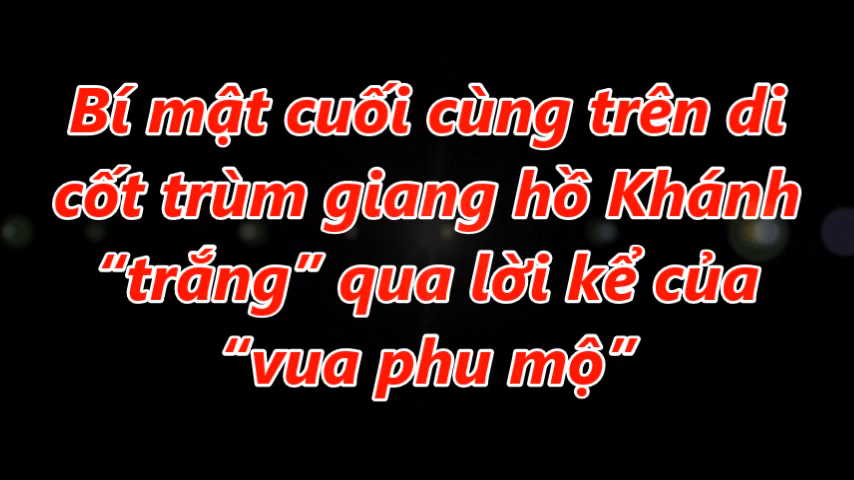 Bí mật cuối cùng trên di
cốt trùm giang hồ Khánh
“trắng” qua lời kể của
“vua phu mộ”